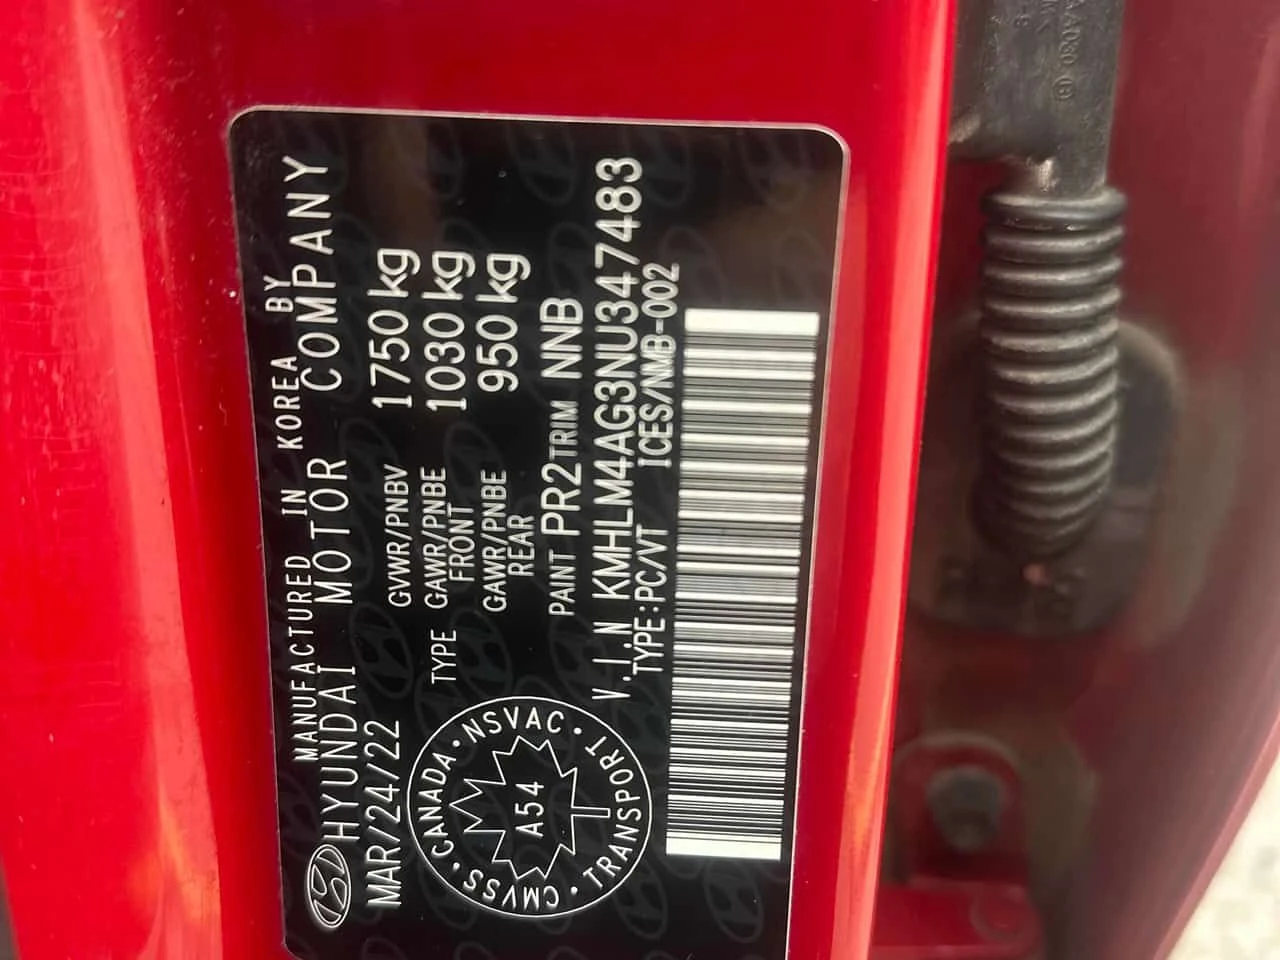 MANUFACTURED IN KOREA BY
HYUNDAI MOTOR COMPANY
MAR/24/22
GVWR/PNBV 1750 kg
TYPE GAWR/PNBE FRONT 1030 kg
GAWR/PNBE REAR 950 kg
PAINT PR2 TRIM NNB
V.I.N KMHLM4AG3NU347483
TYPE:PC/VT ICES/NMB-002
CANADA · NSVAC · TRANSPORT · CMVSS ·
A54